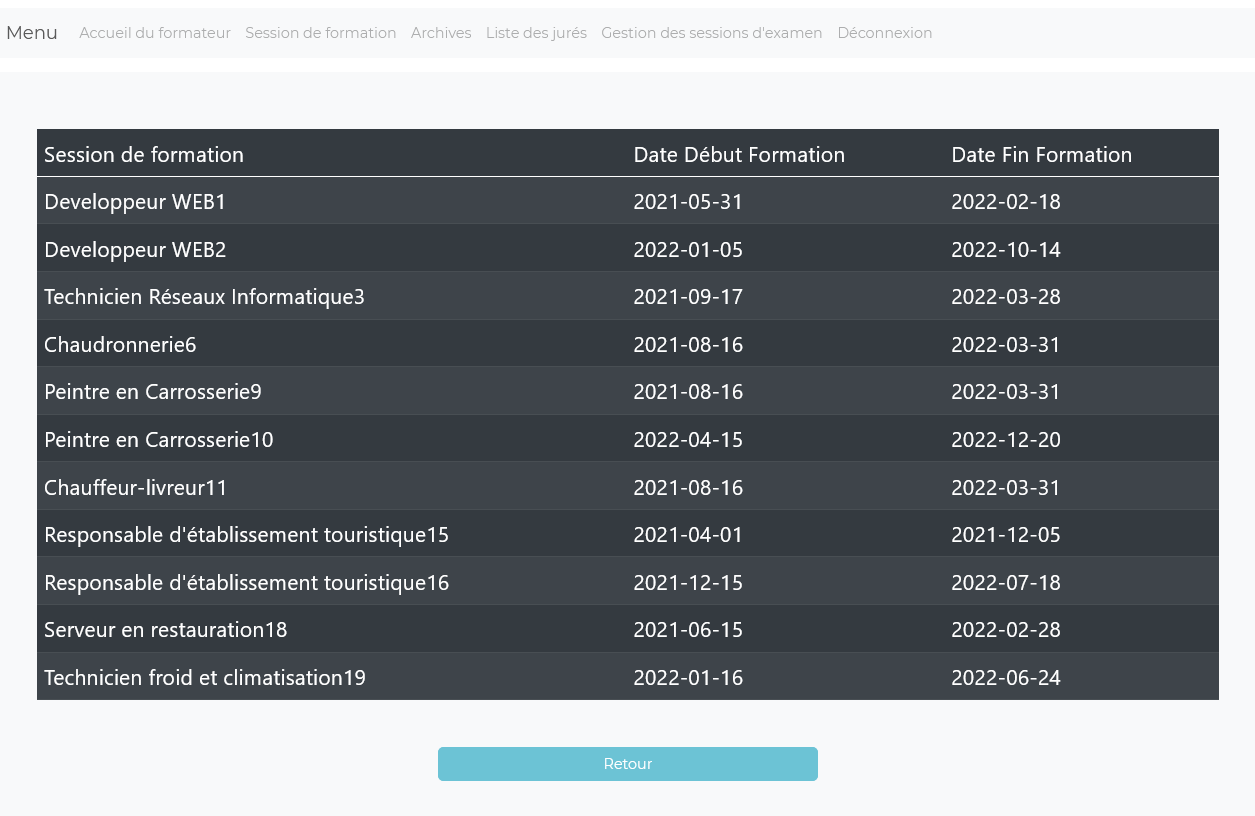 Menu Accueil du formateur Session de formation Archives Liste des jurés Gestion des sessions d'examen Déconnexion
Session de formation Date Début Formation Date Fin Formation
Developpeur WEB1 2021-05-31 2022-02-18
Developpeur WEB2 2022-01-05 2022-10-14
Technicien Réseaux Informatique3 2021-09-17 2022-03-28
Chaudronnerie6 2021-08-16 2022-03-31
Peintre en Carrosserie9 2021-08-16 2022-03-31
Peintre en Carrosserie10 2022-04-15 2022-12-20
Chauffeur-livreur11 2021-08-16 2022-03-31
Responsable d'établissement touristique15 2021-04-01 2021-12-05
Responsable d'établissement touristique16 2021-12-15 2022-07-18
Serveur en restauration18 2021-06-15 2022-02-28
Technicien froid et climatisation19 2022-01-16 2022-06-24
Retour